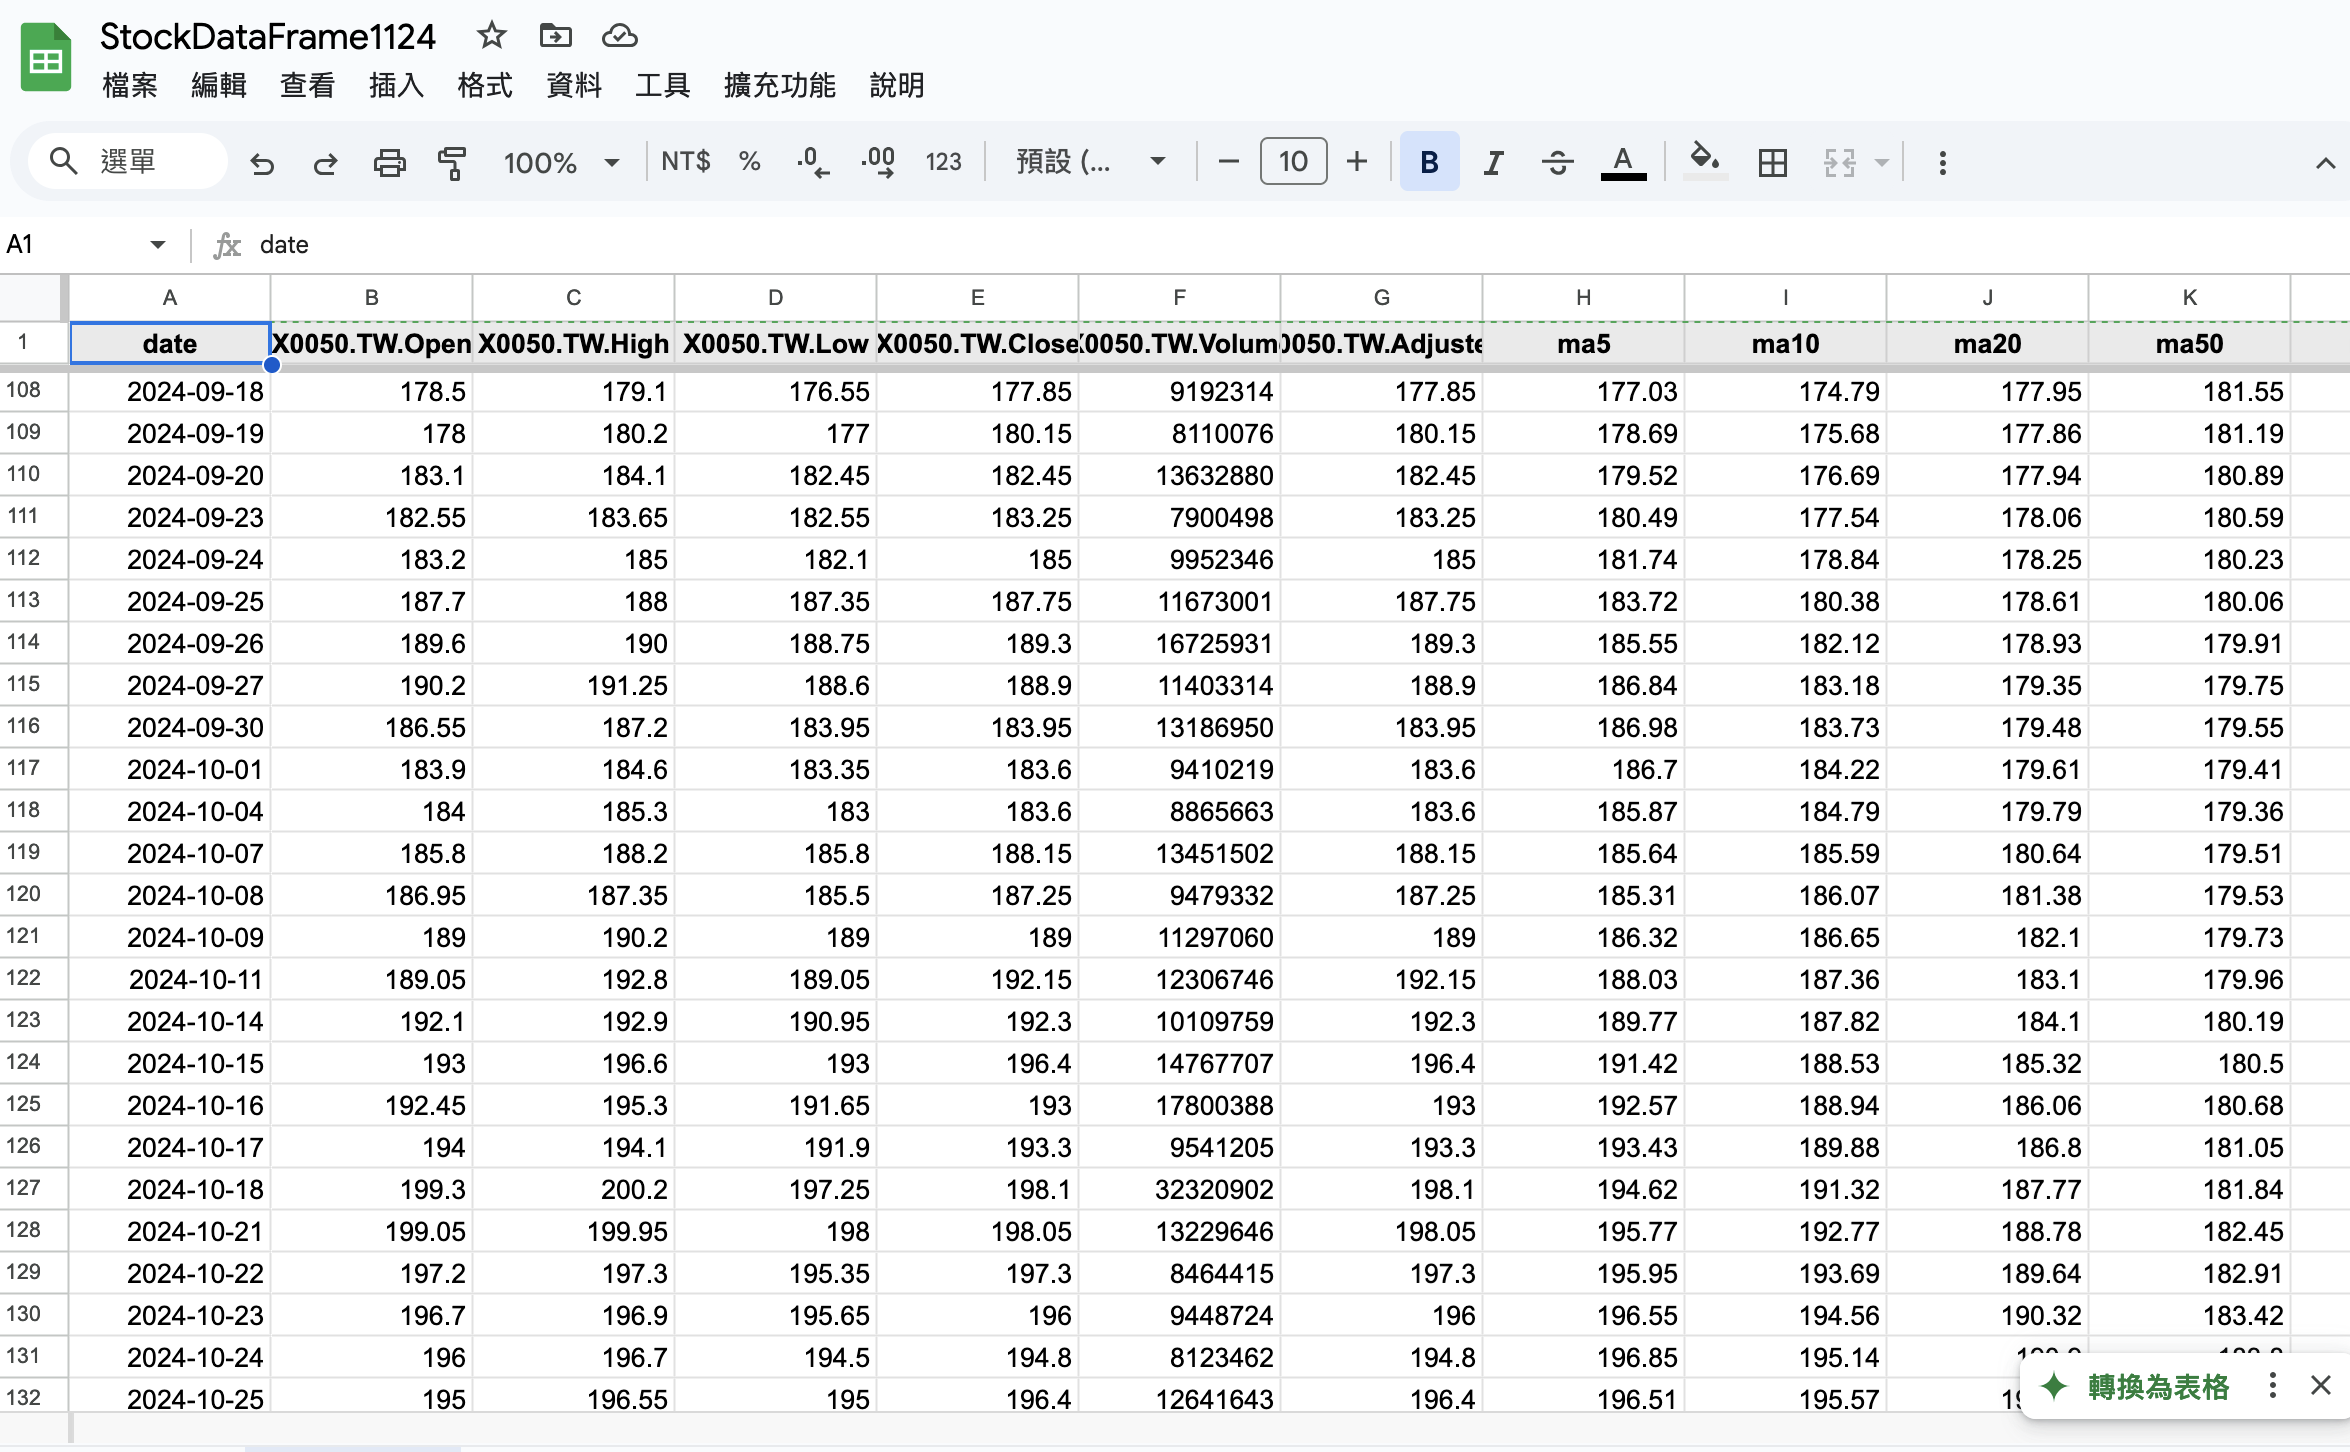 StockDataFrame1124
檔案 編輯 查看 插入 格式 資料 工具 擴充功能 說明
選單 100% NT$ % .0 .00 123 預設 (... 10 B I S A
A1 fx date
A B C D E F G H I J K
1 date X0050.TW.Open X0050.TW.High X0050.TW.Low X0050.TW.Close 0050.TW.Volum 050.TW.Adjuste ma5 ma10 ma20 ma50
108 2024-09-18 178.5 179.1 176.55 177.85 9192314 177.85 177.03 174.79 177.95 181.55
109 2024-09-19 178 180.2 177 180.15 8110076 180.15 178.69 175.68 177.86 181.19
110 2024-09-20 183.1 184.1 182.45 182.45 13632880 182.45 179.52 176.69 177.94 180.89
111 2024-09-23 182.55 183.65 182.55 183.25 7900498 183.25 180.49 177.54 178.06 180.59
112 2024-09-24 183.2 185 182.1 185 9952346 185 181.74 178.84 178.25 180.23
113 2024-09-25 187.7 188 187.35 187.75 11673001 187.75 183.72 180.38 178.61 180.06
114 2024-09-26 189.6 190 188.75 189.3 16725931 189.3 185.55 182.12 178.93 179.91
115 2024-09-27 190.2 191.25 188.6 188.9 11403314 188.9 186.84 183.18 179.35 179.75
116 2024-09-30 186.55 187.2 183.95 183.95 13186950 183.95 186.98 183.73 179.48 179.55
117 2024-10-01 183.9 184.6 183.35 183.6 9410219 183.6 186.7 184.22 179.61 179.41
118 2024-10-04 184 185.3 183 183.6 8865663 183.6 185.87 184.79 179.79 179.36
119 2024-10-07 185.8 188.2 185.8 188.15 13451502 188.15 185.64 185.59 180.64 179.51
120 2024-10-08 186.95 187.35 185.5 187.25 9479332 187.25 185.31 186.07 181.38 179.53
121 2024-10-09 189 190.2 189 189 11297060 189 186.32 186.65 182.1 179.73
122 2024-10-11 189.05 192.8 189.05 192.15 12306746 192.15 188.03 187.36 183.1 179.96
123 2024-10-14 192.1 192.9 190.95 192.3 10109759 192.3 189.77 187.82 184.1 180.19
124 2024-10-15 193 196.6 193 196.4 14767707 196.4 191.42 188.53 185.32 180.5
125 2024-10-16 192.45 195.3 191.65 193 17800388 193 192.57 188.94 186.06 180.68
126 2024-10-17 194 194.1 191.9 193.3 9541205 193.3 193.43 189.88 186.8 181.05
127 2024-10-18 199.3 200.2 197.25 198.1 32320902 198.1 194.62 191.32 187.77 181.84
128 2024-10-21 199.05 199.95 198 198.05 13229646 198.05 195.77 192.77 188.78 182.45
129 2024-10-22 197.2 197.3 195.35 197.3 8464415 197.3 195.95 193.69 189.64 182.91
130 2024-10-23 196.7 196.9 195.65 196 9448724 196 196.55 194.56 190.32 183.42
131 2024-10-24 196 196.7 194.5 194.8 8123462 194.8 196.85 195.14
132 2024-10-25 195 196.55 195 196.4 12641643 196.4 196.51 195.57
轉換為表格